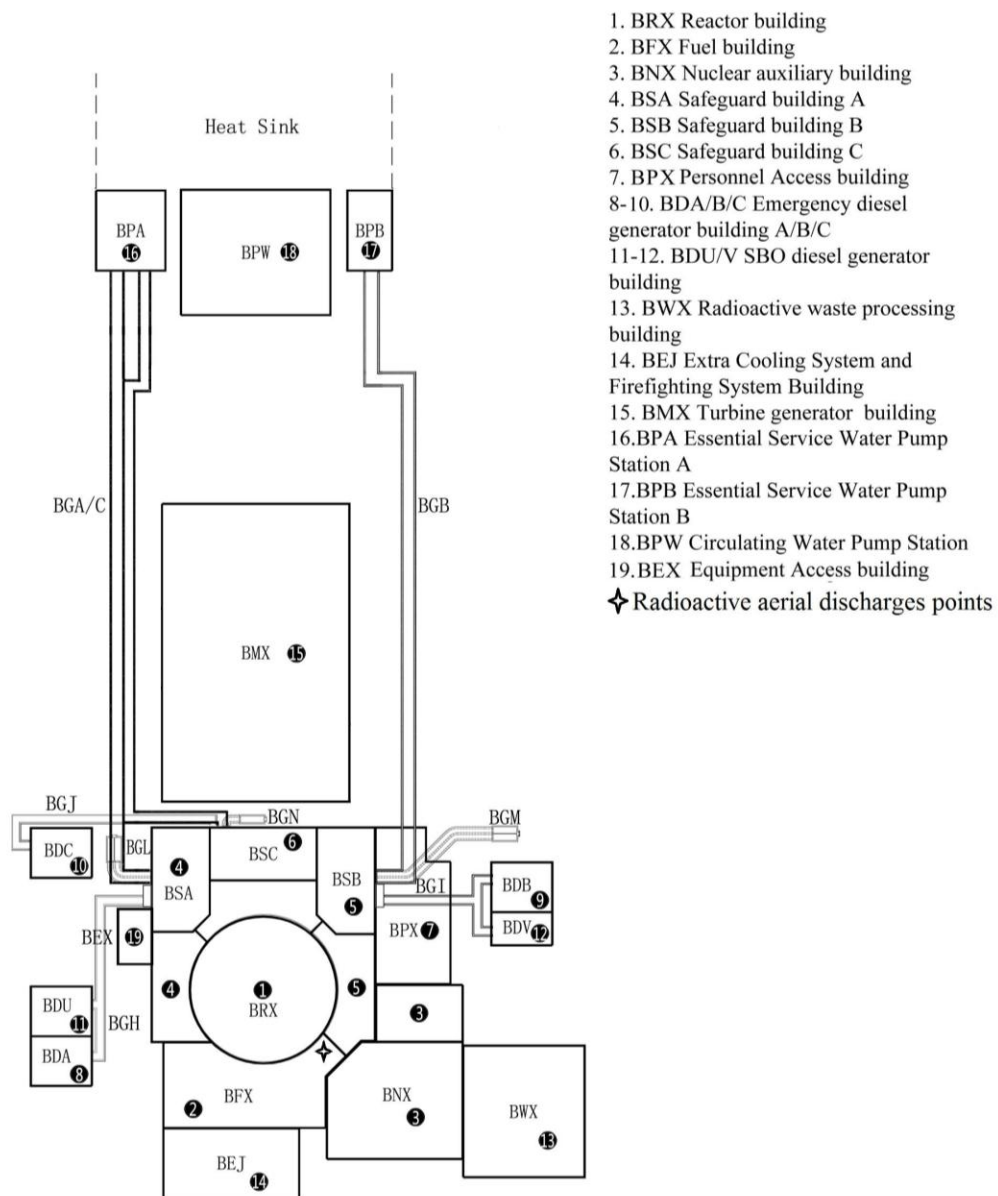 Heat Sink
BPA
16
BPW 18
BPB
17
BGA/C
BGB
BMX 15
BGJ
BGN
BGM
BDC
10
BGL
4
BSA
BSC
6
BSB
5
BGI
BDB
9
BDV
12
BEX
19
BPX 7
4
1
BRX
5
3
BDU
11
BGH
BDA
8
BFX
2
BNX
3
BWX
13
BEJ
14
1. BRX Reactor building
2. BFX Fuel building
3. BNX Nuclear auxiliary building
4. BSA Safeguard building A
5. BSB Safeguard building B
6. BSC Safeguard building C
7. BPX Personnel Access building
8-10. BDA/B/C Emergency diesel
generator building A/B/C
11-12. BDU/V SBO diesel generator
building
13. BWX Radioactive waste processing
building
14. BEJ Extra Cooling System and
Firefighting System Building
15. BMX Turbine generator building
16.BPA Essential Service Water Pump
Station A
17.BPB Essential Service Water Pump
Station B
18.BPW Circulating Water Pump Station
19.BEX Equipment Access building
Radioactive aerial discharges points